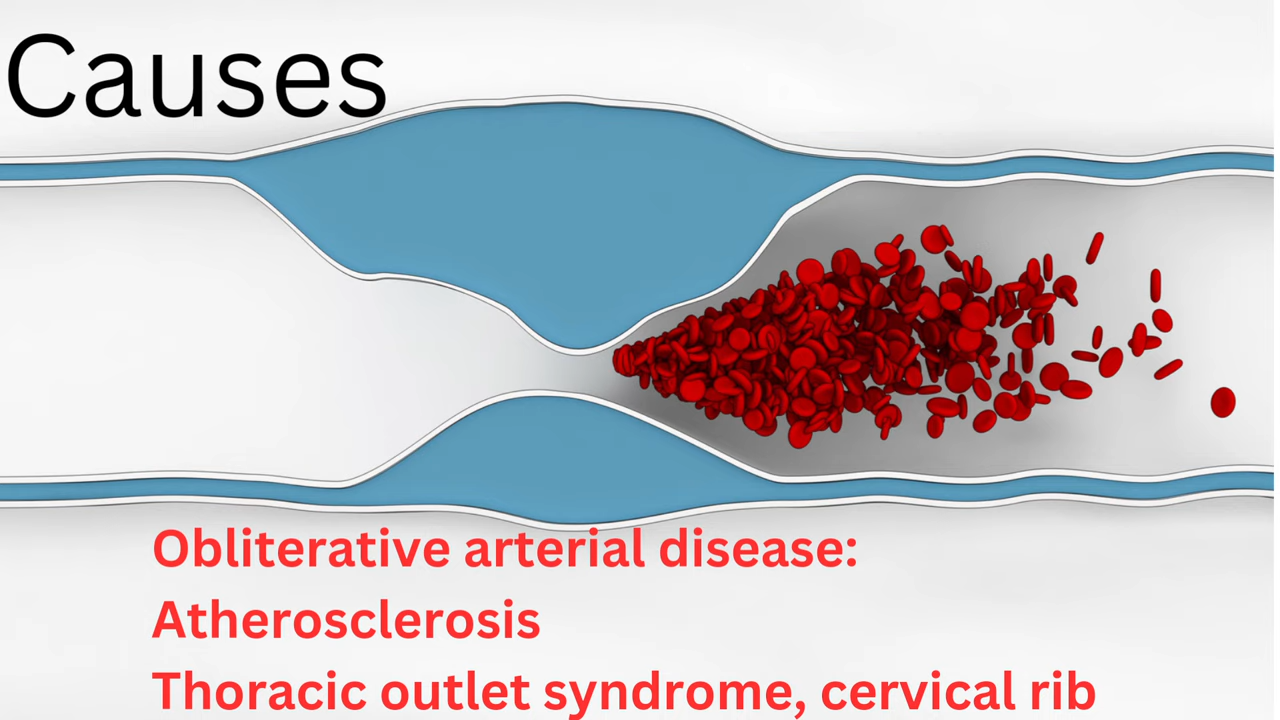 Causes
Obliterative arterial disease:
Atherosclerosis
Thoracic outlet syndrome, cervical rib